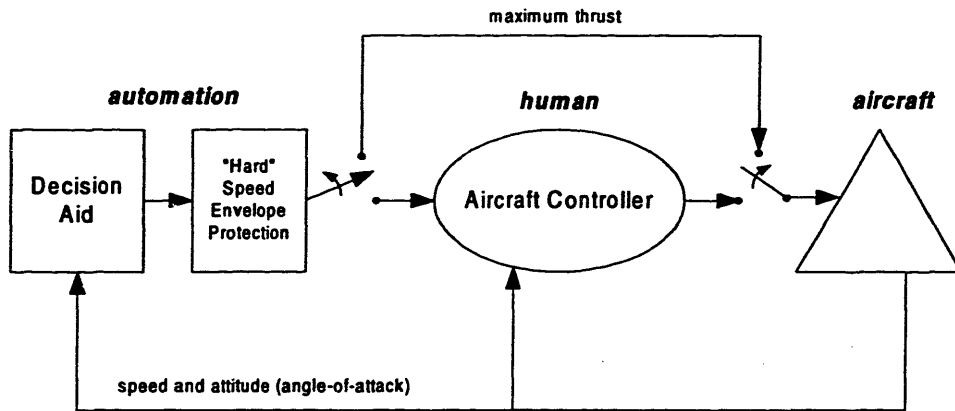 maximum thrust
automation
human
aircraft
Decision
Aid
"Hard"
Speed
Envelope
Protection
Aircraft Controller
speed and attitude (angle-of-attack)